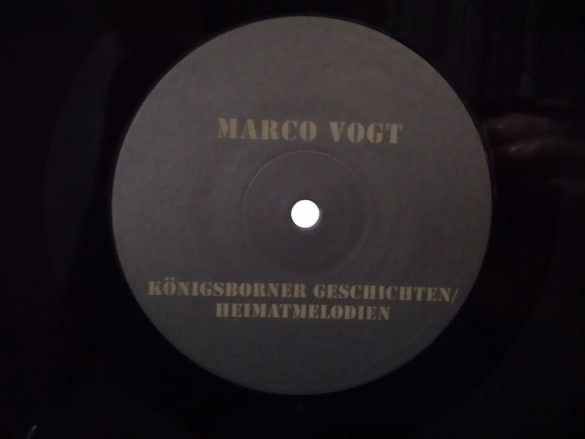 MARCO VOGT
KÖNIGSBORNER GESCHICHTEN/
HEIMATMELODIEN